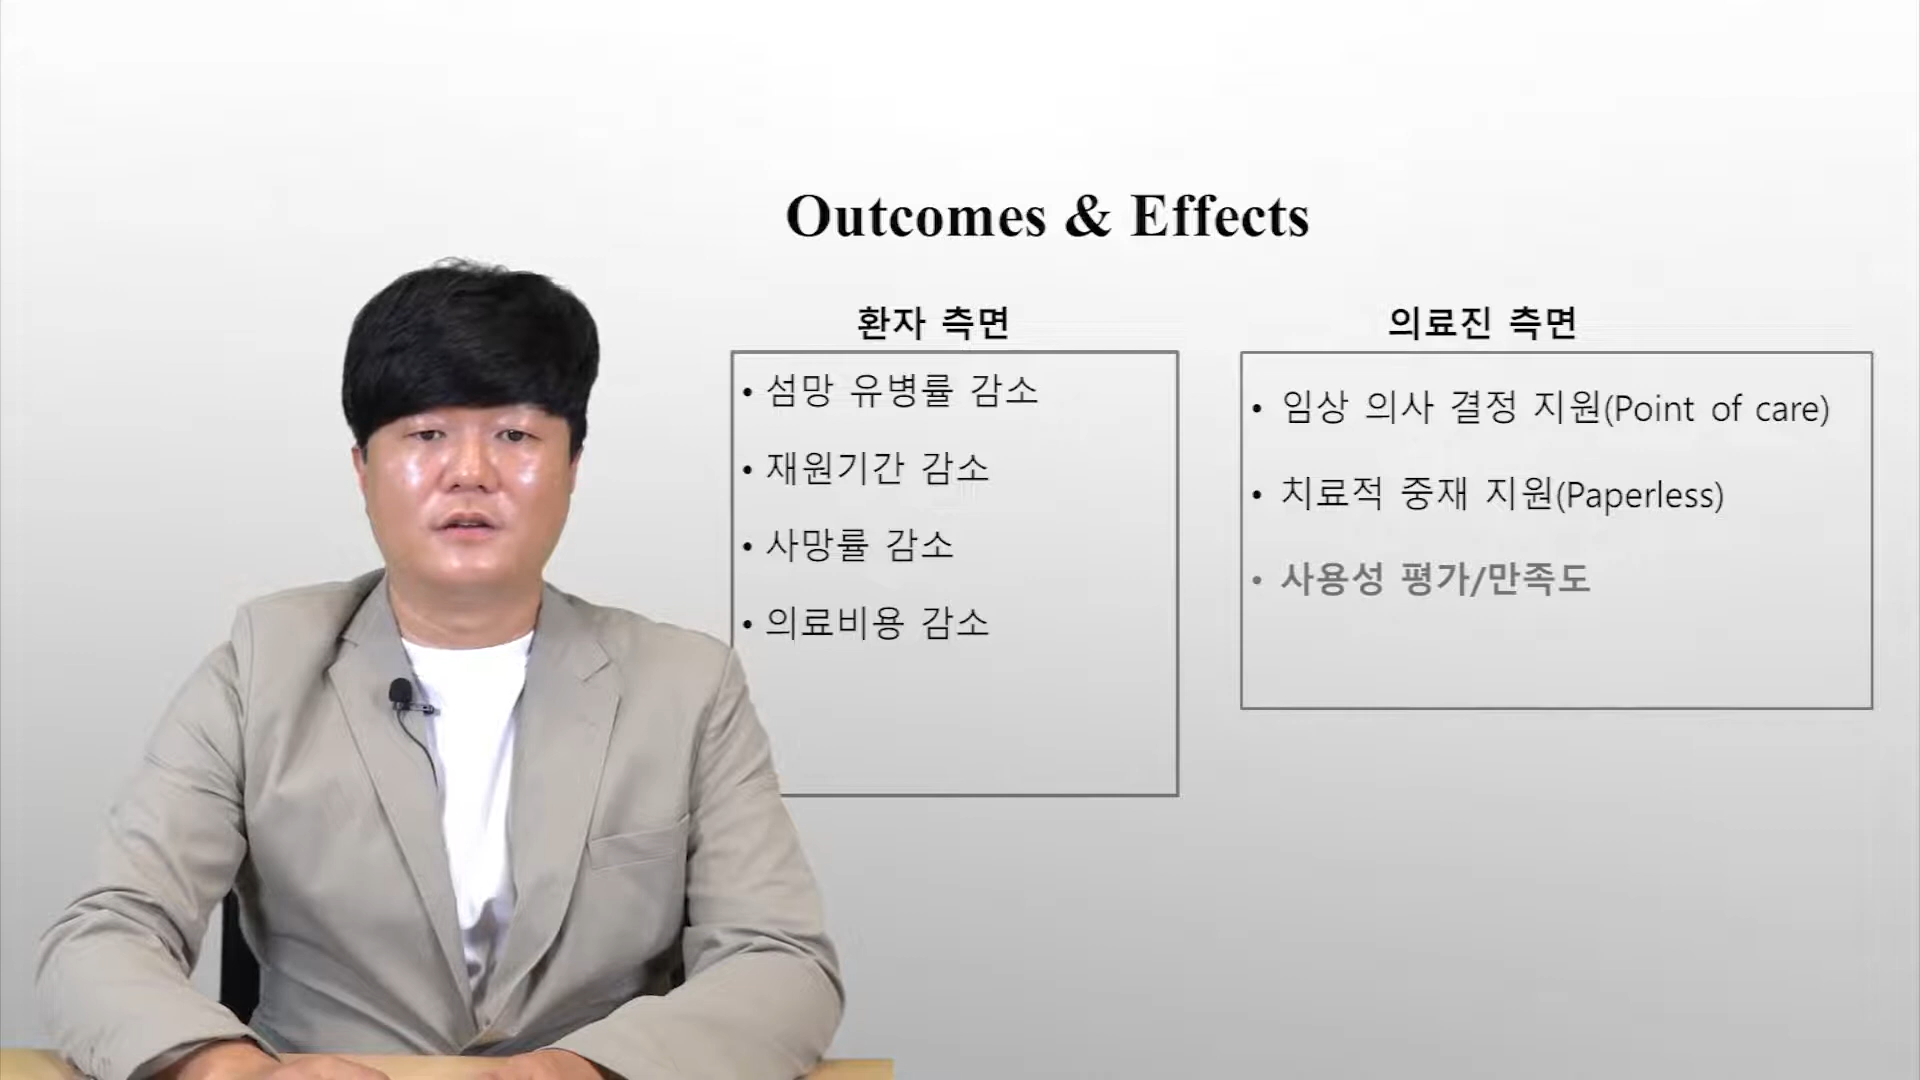 Outcomes & Effects
환자 측면
• 섬망 유병률 감소
• 재원기간 감소
• 사망률 감소
• 의료비용 감소
의료진 측면
• 임상 의사 결정 지원(Point of care)
• 치료적 중재 지원(Paperless)
• 사용성 평가/만족도